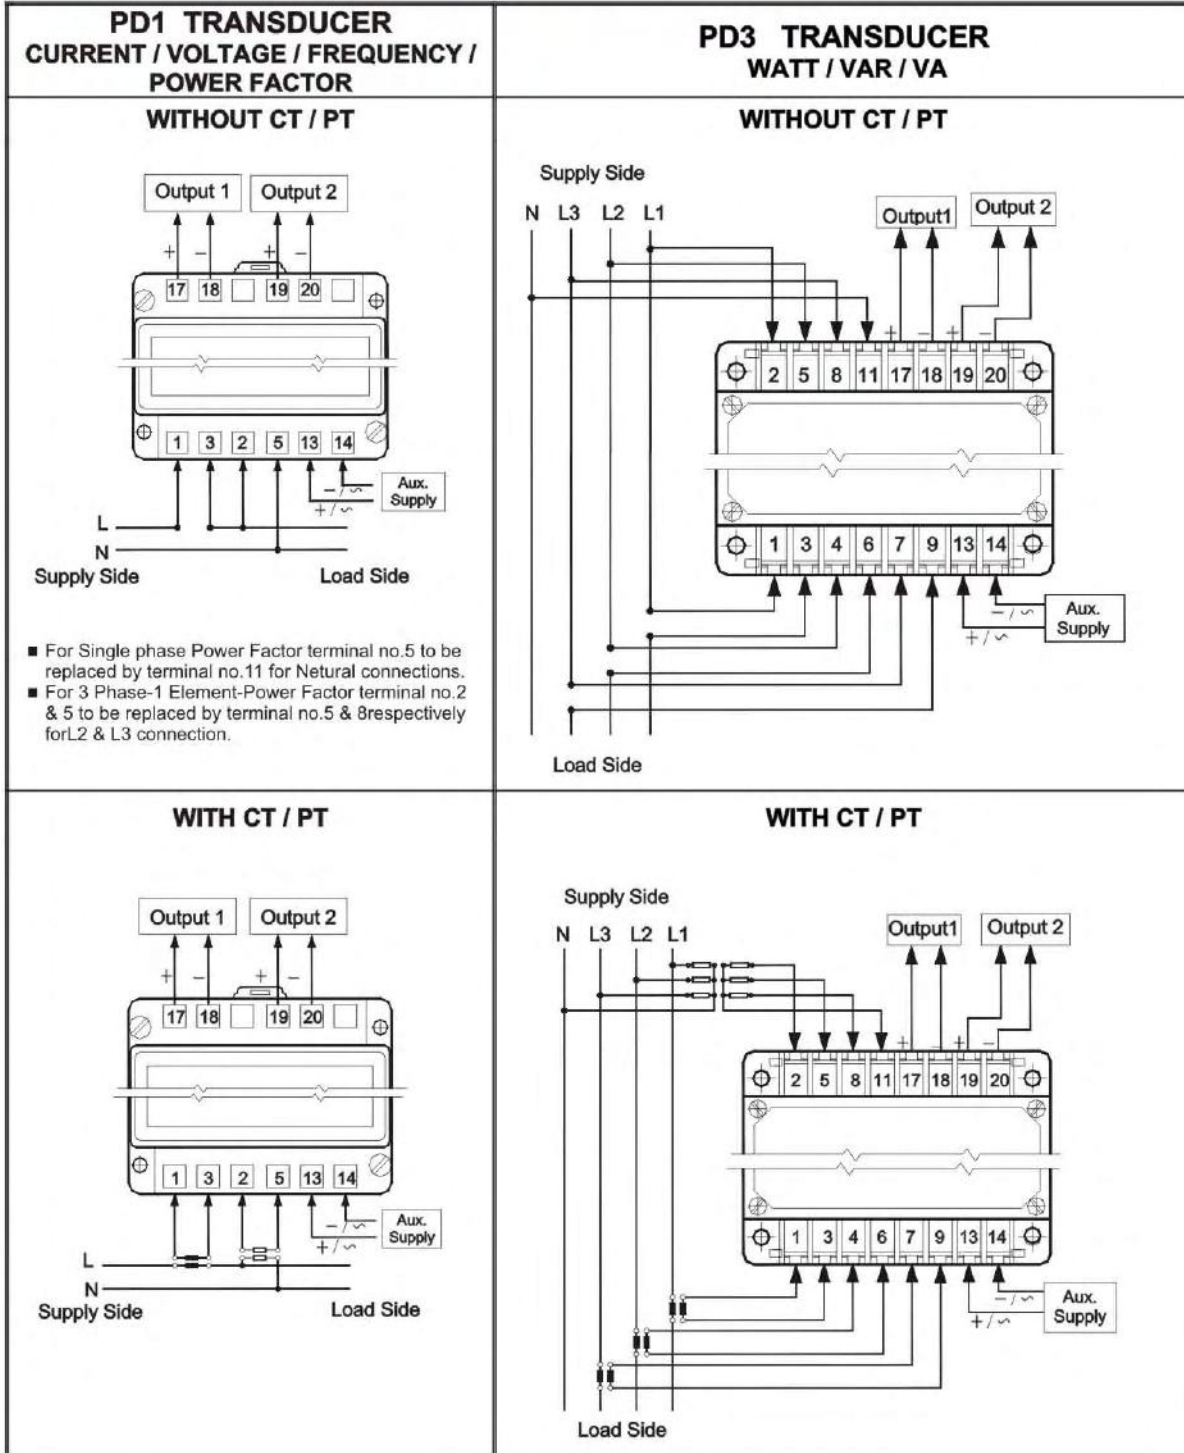 PD1 TRANSDUCER
CURRENT / VOLTAGE / FREQUENCY /
POWER FACTOR
WITHOUT CT / PT
Output 1 Output 2
+ − + −
17 18 19 20
1 3 2 5 13 14
− / ~
+ / ~
Aux.
Supply
L
N
Supply Side Load Side
■ For Single phase Power Factor terminal no.5 to be
replaced by terminal no.11 for Netural connections.
■ For 3 Phase-1 Element-Power Factor terminal no.2
& 5 to be replaced by terminal no.5 & 8respectively
forL2 & L3 connection.
PD3 TRANSDUCER
WATT / VAR / VA
WITHOUT CT / PT
Supply Side
N L3 L2 L1
Output1 Output 2
+ − + −
2 5 8 11 17 18 19 20
1 3 4 6 7 9 13 14
− / ~
+ / ~
Aux.
Supply
Load Side
WITH CT / PT
Output 1 Output 2
+ − + −
17 18 19 20
1 3 2 5 13 14
− / ~
+ / ~
Aux.
Supply
L
N
Supply Side Load Side
WITH CT / PT
Supply Side
N L3 L2 L1
Output1 Output 2
+ − + −
2 5 8 11 17 18 19 20
1 3 4 6 7 9 13 14
− / ~
+ / ~
Aux.
Supply
Load Side